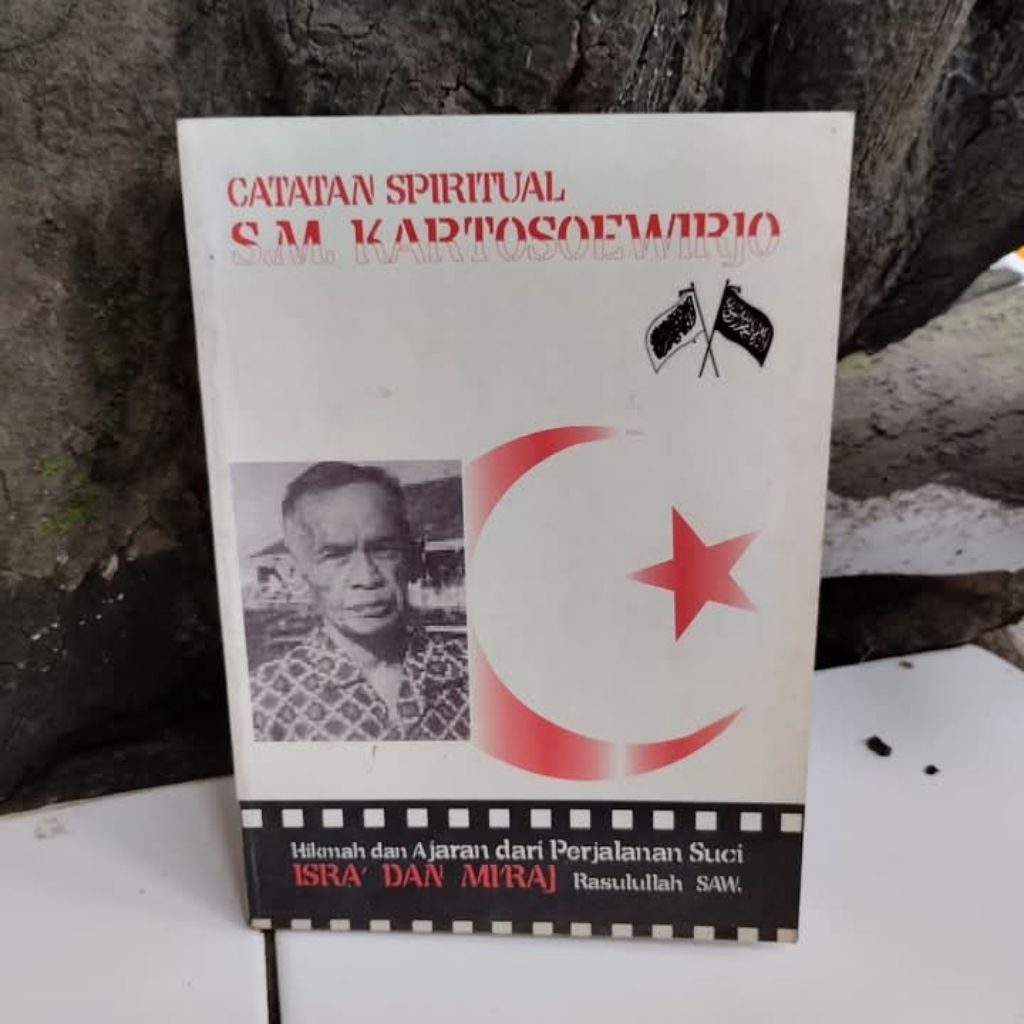 CATATAN SPIRITUAL
S.M. KARTOSOEWIRJO
Hikmah dan Ajaran dari Perjalanan Suci
ISRA' DAN MI'RAJ Rasulullah SAW.